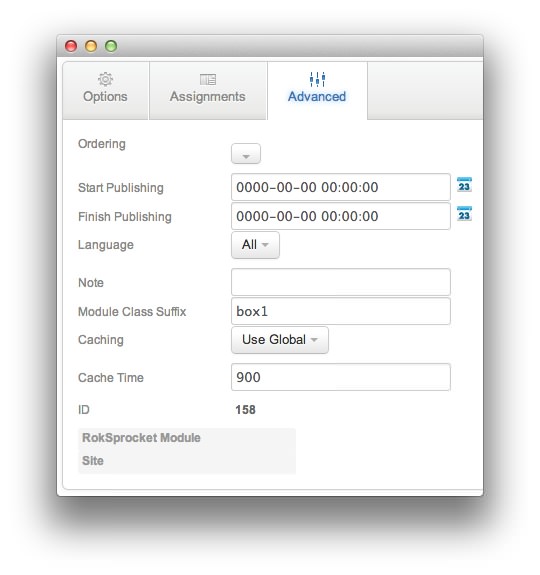 Options Assignments Advanced
Ordering
Start Publishing 0000-00-00 00:00:00 23
Finish Publishing 0000-00-00 00:00:00 23
Language All
Note
Module Class Suffix box1
Caching Use Global
Cache Time 900
ID 158
RokSprocket Module
Site